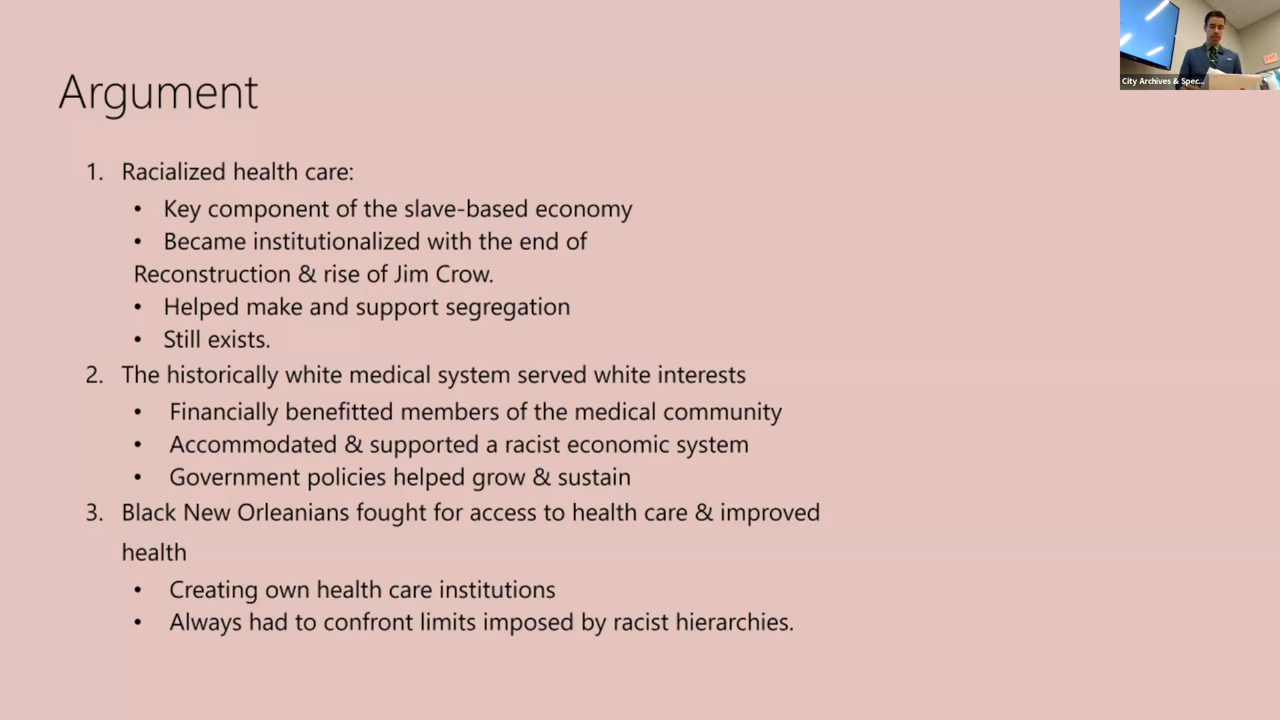 City Archives & Spec...
Argument
1. Racialized health care:
• Key component of the slave-based economy
• Became institutionalized with the end of
Reconstruction & rise of Jim Crow.
• Helped make and support segregation
• Still exists.
2. The historically white medical system served white interests
• Financially benefitted members of the medical community
• Accommodated & supported a racist economic system
• Government policies helped grow & sustain
3. Black New Orleanians fought for access to health care & improved
health
• Creating own health care institutions
• Always had to confront limits imposed by racist hierarchies.